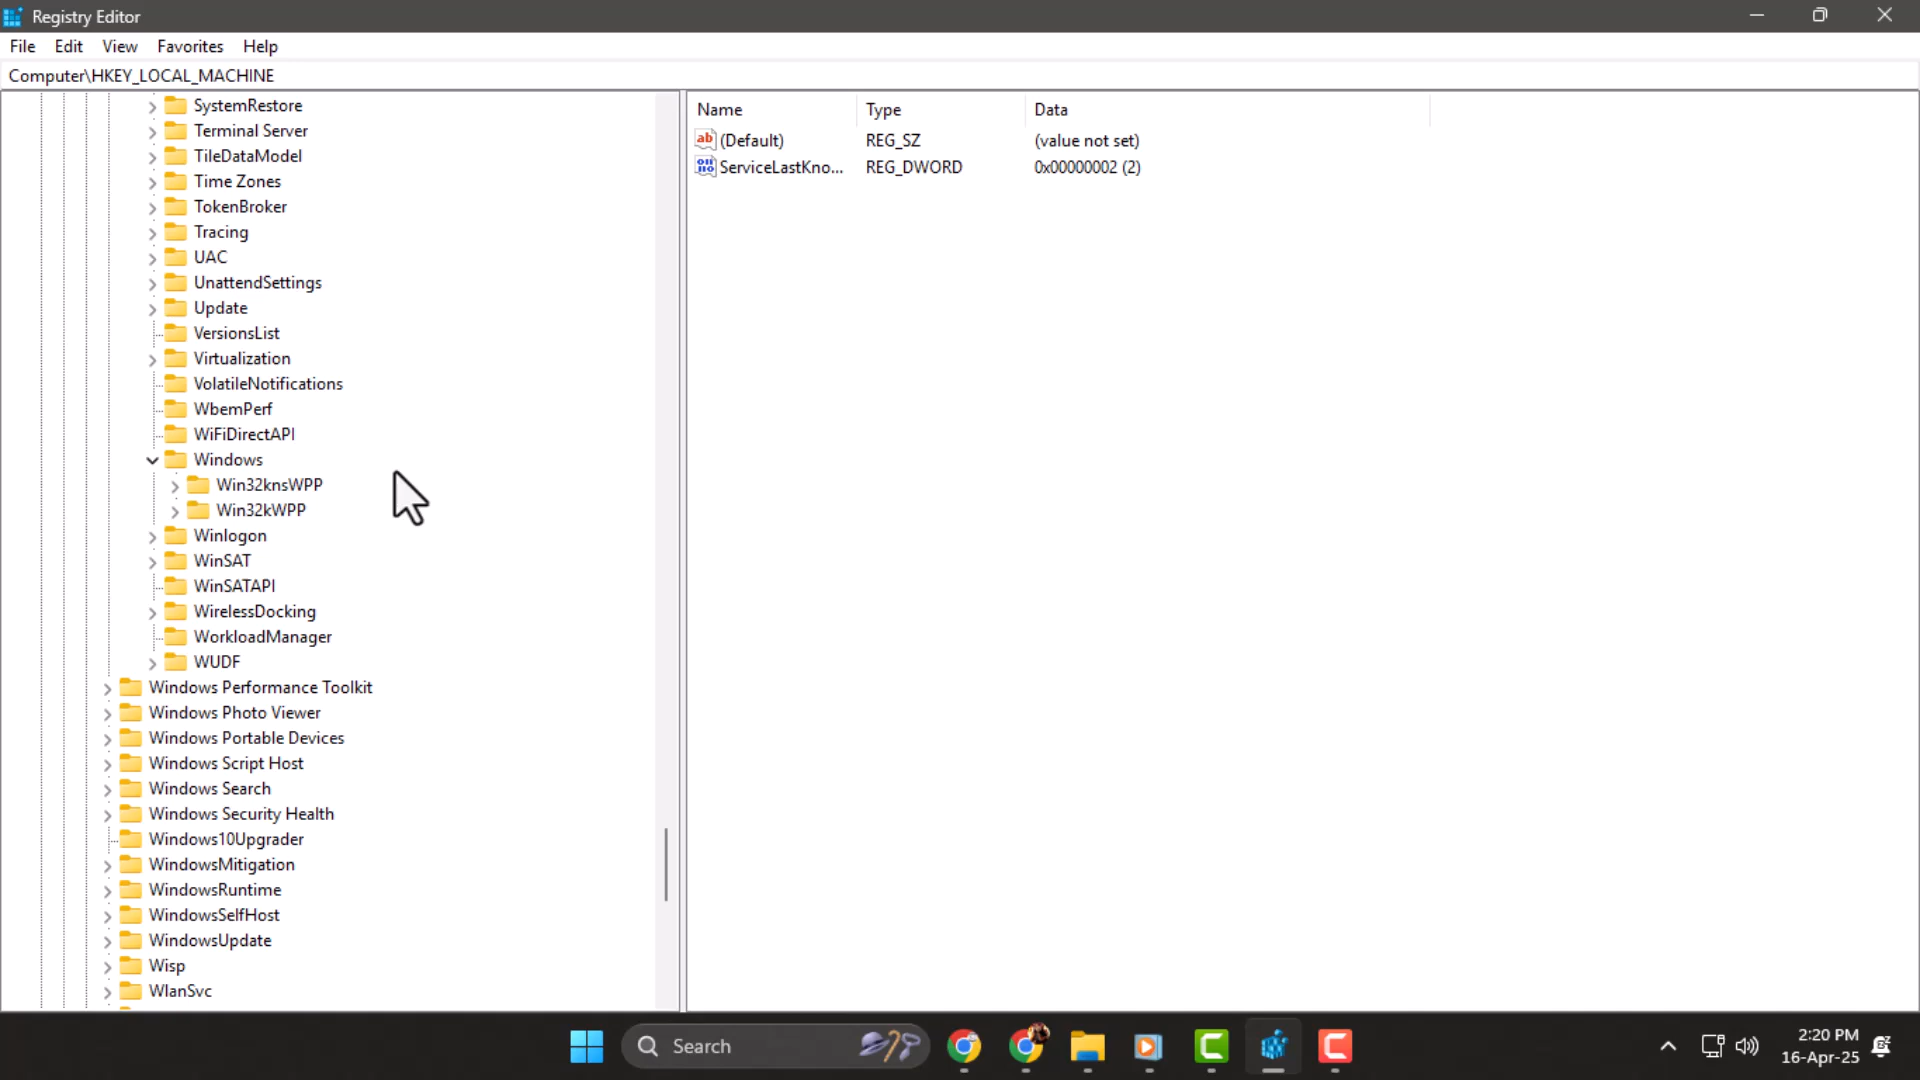 Registry Editor
File Edit View Favorites Help
Computer\HKEY_LOCAL_MACHINE
SystemRestore
Terminal Server
TileDataModel
Time Zones
TokenBroker
Tracing
UAC
UnattendSettings
Update
VersionsList
Virtualization
VolatileNotifications
WbemPerf
WiFiDirectAPI
Windows
Win32knsWPP
Win32kWPP
Winlogon
WinSAT
WinSATAPI
WirelessDocking
WorkloadManager
WUDF
Windows Performance Toolkit
Windows Photo Viewer
Windows Portable Devices
Windows Script Host
Windows Search
Windows Security Health
Windows10Upgrader
WindowsMitigation
WindowsRuntime
WindowsSelfHost
WindowsUpdate
Wisp
WlanSvc
Name Type Data
(Default) REG_SZ (value not set)
ServiceLastKno... REG_DWORD 0x00000002 (2)
Search
2:20 PM
16-Apr-25